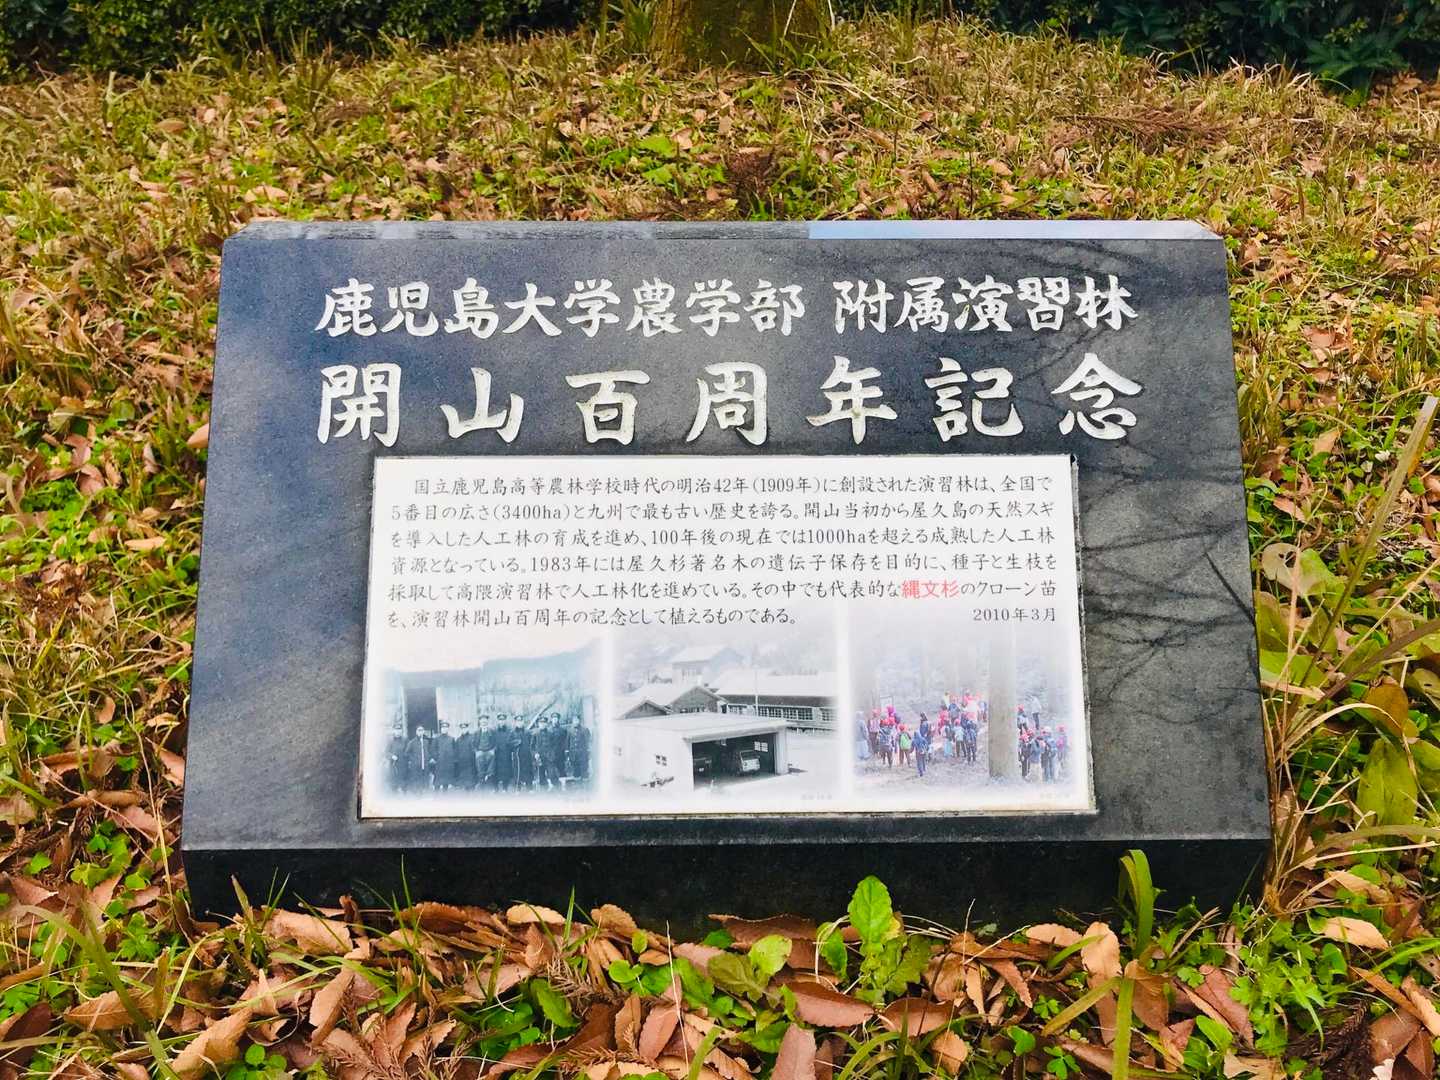 鹿児島大学農学部 附属演習林
開山百周年記念
国立鹿児島高等農林学校時代の明治42年(1909年)に創設された演習林は、全国で
5番目の広さ(3400ha)と九州で最も古い歴史を誇る。開山当初から屋久島の天然スギ
を導入した人工林の育成を進め、100年後の現在では1000haを超える成熟した人工林
資源となっている。1983年には屋久杉著名木の遺伝子保存を目的に、種子と生枝を
採取して高隈演習林で人工林化を進めている。その中でも代表的な縄文杉のクローン苗
を、演習林開山百周年の記念として植えるものである。 2010年3月